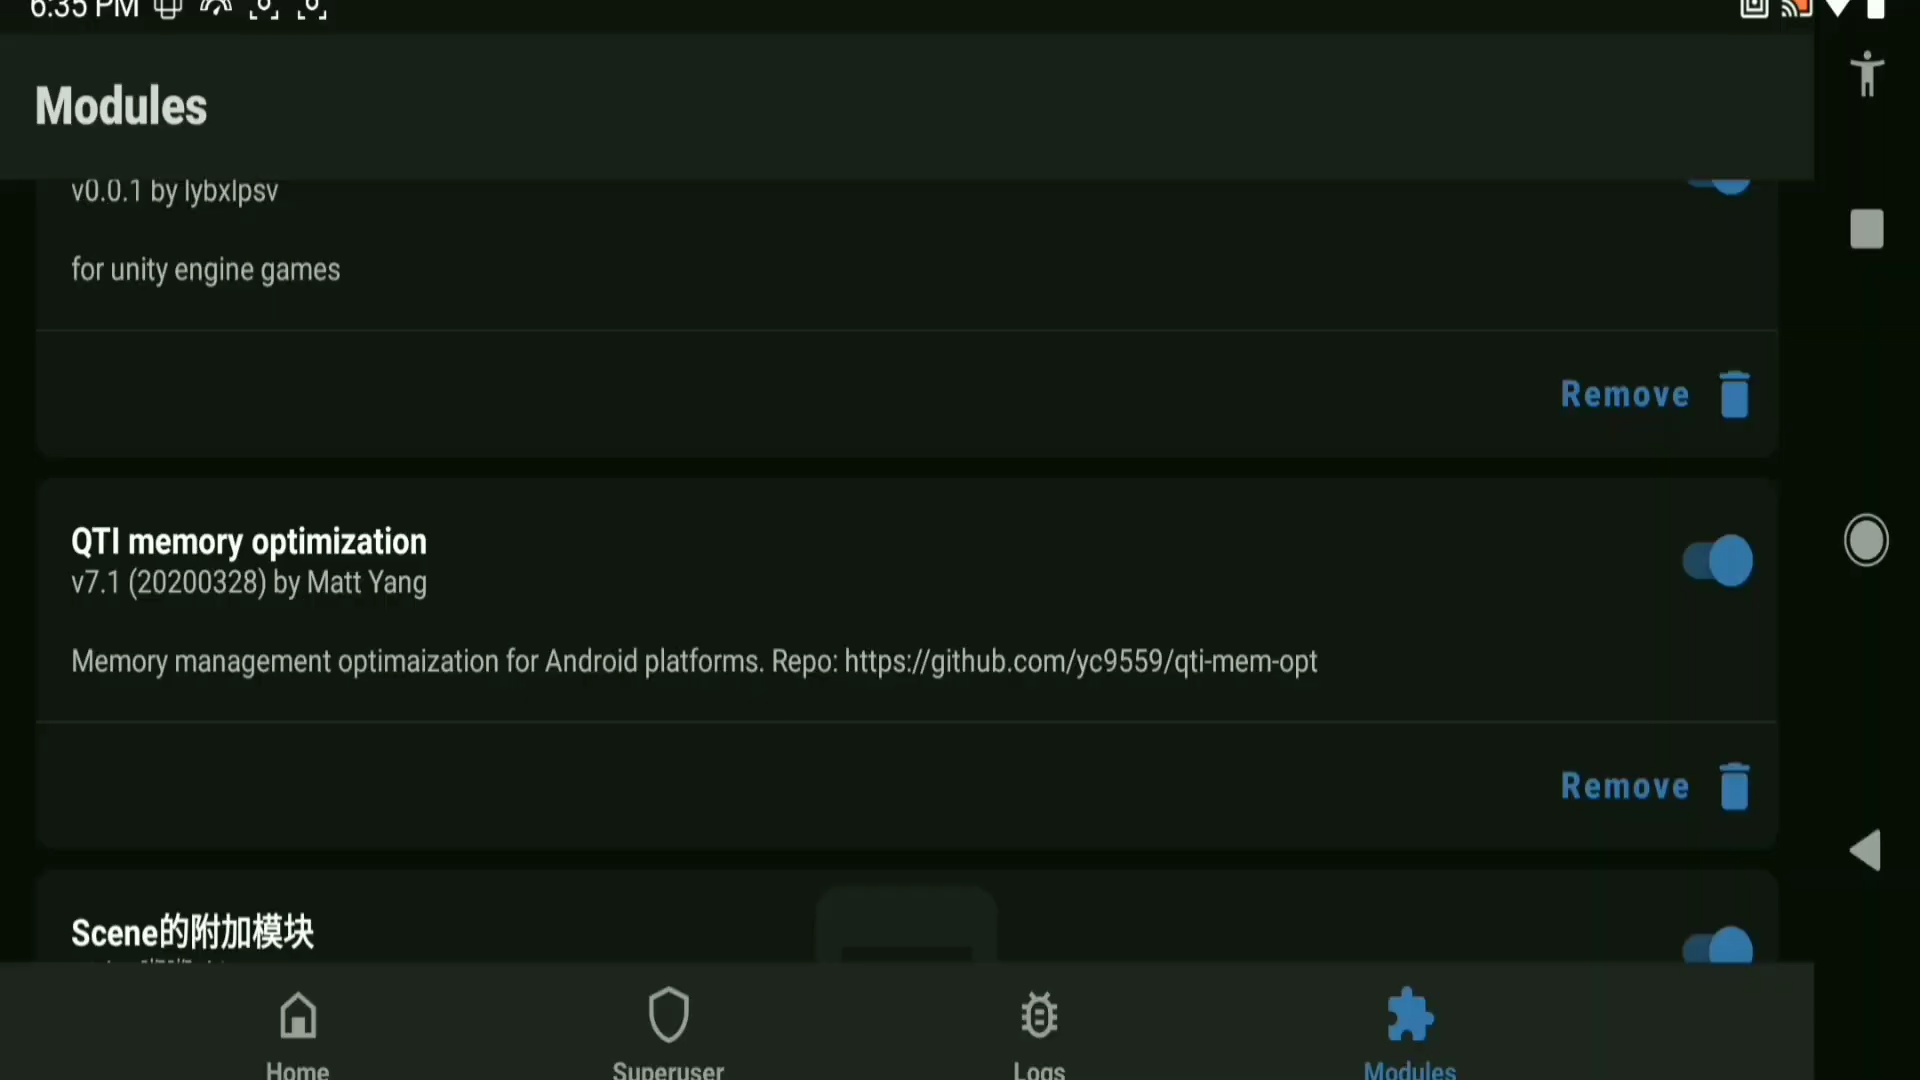 6:35 PM
Modules
v0.0.1 by lybxlpsv
for unity engine games
Remove
QTI memory optimization
v7.1 (20200328) by Matt Yang
Memory management optimaization for Android platforms. Repo: https://github.com/yc9559/qti-mem-opt
Remove
Scene的附加模块
Home
Superuser
Logs
Modules